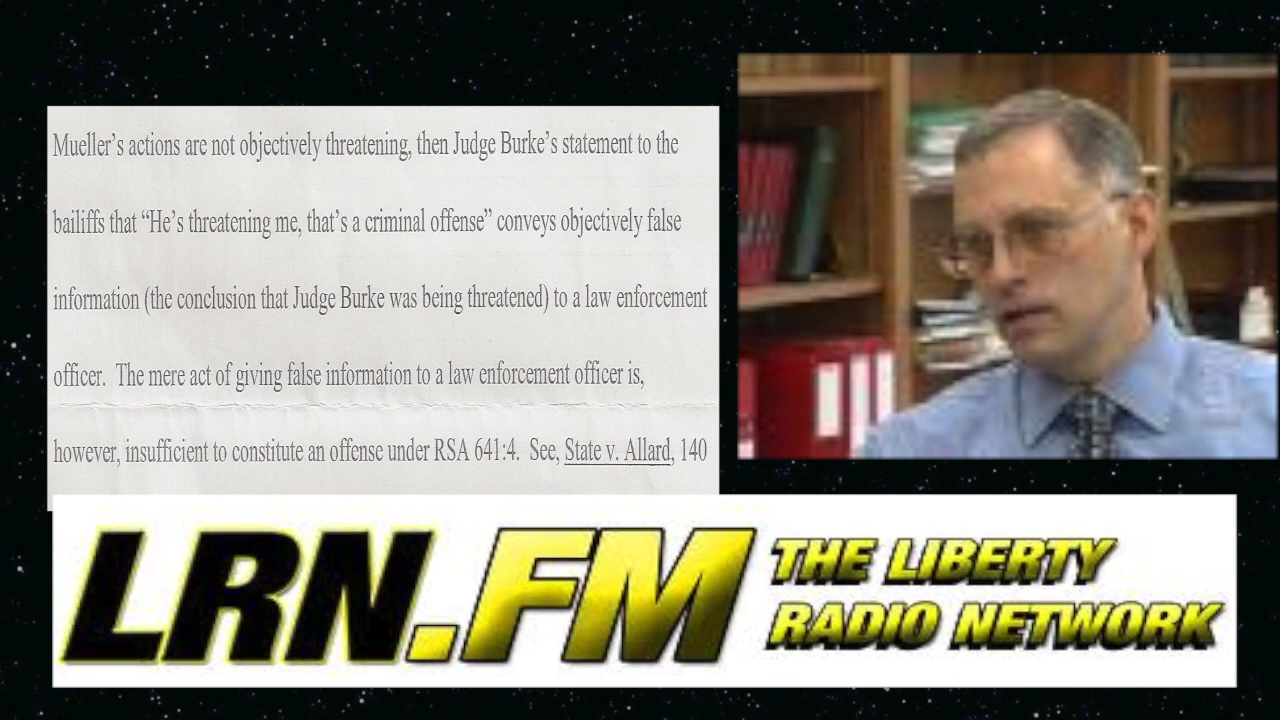 Mueller's actions are not objectively threatening, then Judge Burke's statement to the
bailiffs that “He's threatening me, that's a criminal offense” conveys objectively false
information (the conclusion that Judge Burke was being threatened) to a law enforcement
officer.  The mere act of giving false information to a law enforcement officer is,
however, insufficient to constitute an offense under RSA 641:4.  See, State v. Allard, 140
LRN.FM
THE LIBERTY
RADIO NETWORK